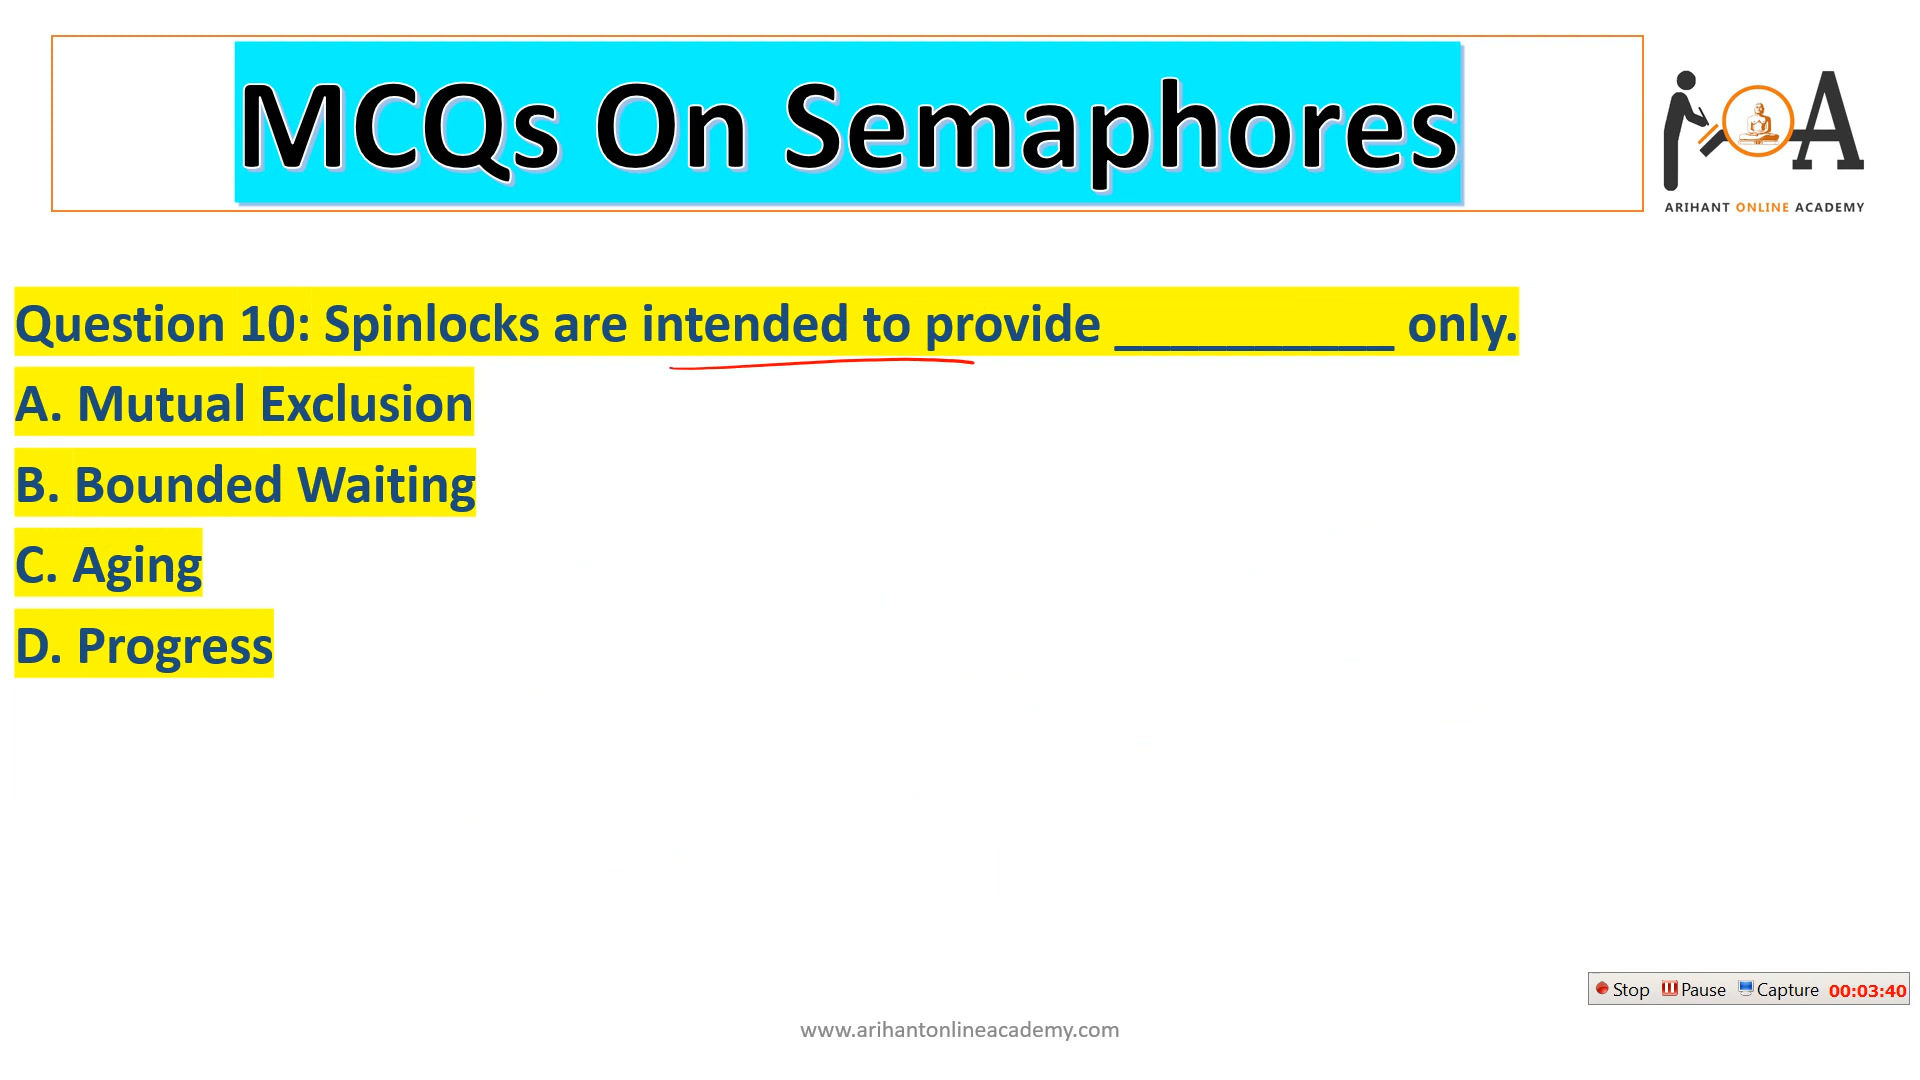 MCQs On Semaphores
ARIHANT ONLINE ACADEMY
Question 10: Spinlocks are intended to provide ___________ only.
A. Mutual Exclusion
B. Bounded Waiting
C. Aging
D. Progress
Stop Pause Capture 00:03:40
www.arihantonlineacademy.com